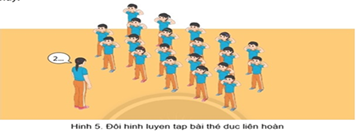 2...
Hình 5. Đội hình luyện tập bài thể dục liên hoàn